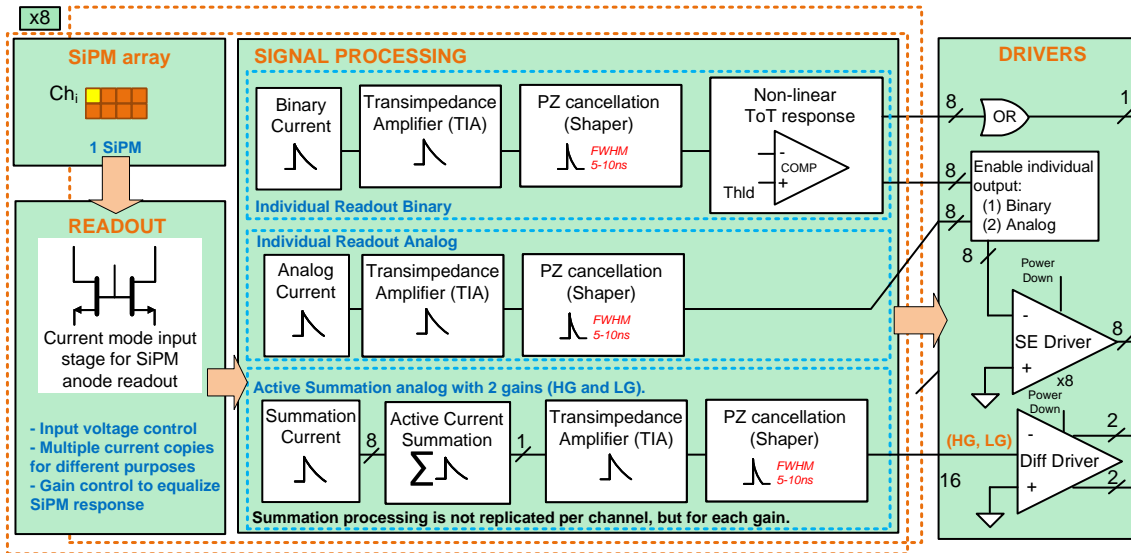 x8
SiPM array
Ch_i
1 SiPM
READOUT
Current mode input
stage for SiPM
anode readout
- Input voltage control
- Multiple current copies
for different purposes
- Gain control to equalize
SiPM response
SIGNAL PROCESSING
Binary
Current
Transimpedance
Amplifier (TIA)
PZ cancellation
(Shaper)
FWHM
5-10ns
Non-linear
ToT response
-
COMP
+
Thld
Individual Readout Binary
Individual Readout Analog
Analog
Current
Transimpedance
Amplifier (TIA)
PZ cancellation
(Shaper)
FWHM
5-10ns
Active Summation analog with 2 gains (HG and LG).
Summation
Current
8
Active Current
Summation
Σ
1
Transimpedance
Amplifier (TIA)
PZ cancellation
(Shaper)
FWHM
5-10ns
Summation processing is not replicated per channel, but for each gain.
DRIVERS
8
OR
1
8
8
Enable individual
output:
(1) Binary
(2) Analog
8
Power
Down
-
SE Driver
+
8
x8
Power
Down
(HG, LG)
16
-
Diff Driver
+
2
2